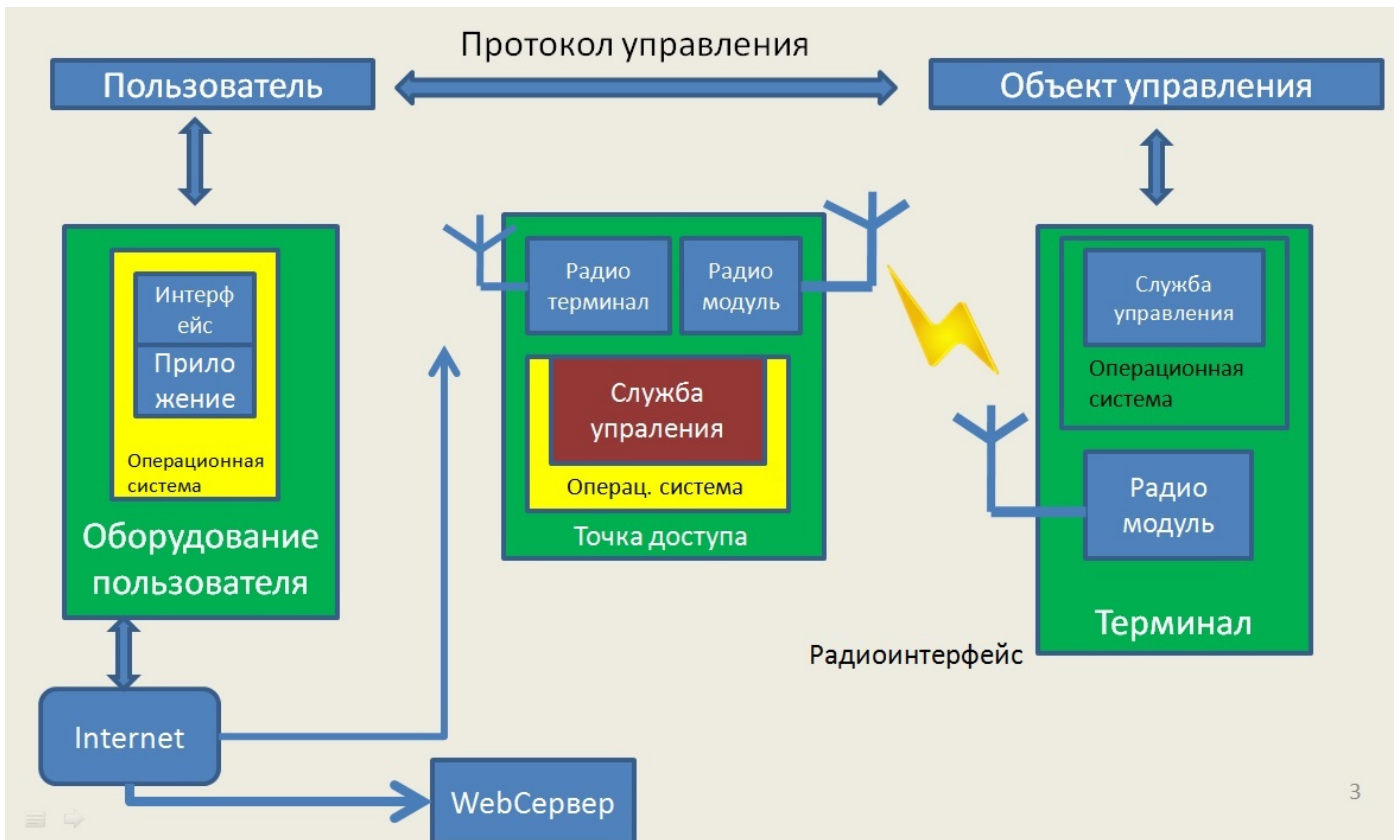 Протокол управления
Пользователь
Объект управления
Интерф
ейс
Прило
жение
Операционная
система
Оборудование
пользователя
Радио
терминал
Радио
модуль
Служба
упраления
Операц. система
Точка доступа
Служба
управления
Операционная
система
Радио
модуль
Терминал
Радиоинтерфейс
Internet
WebСервер
3